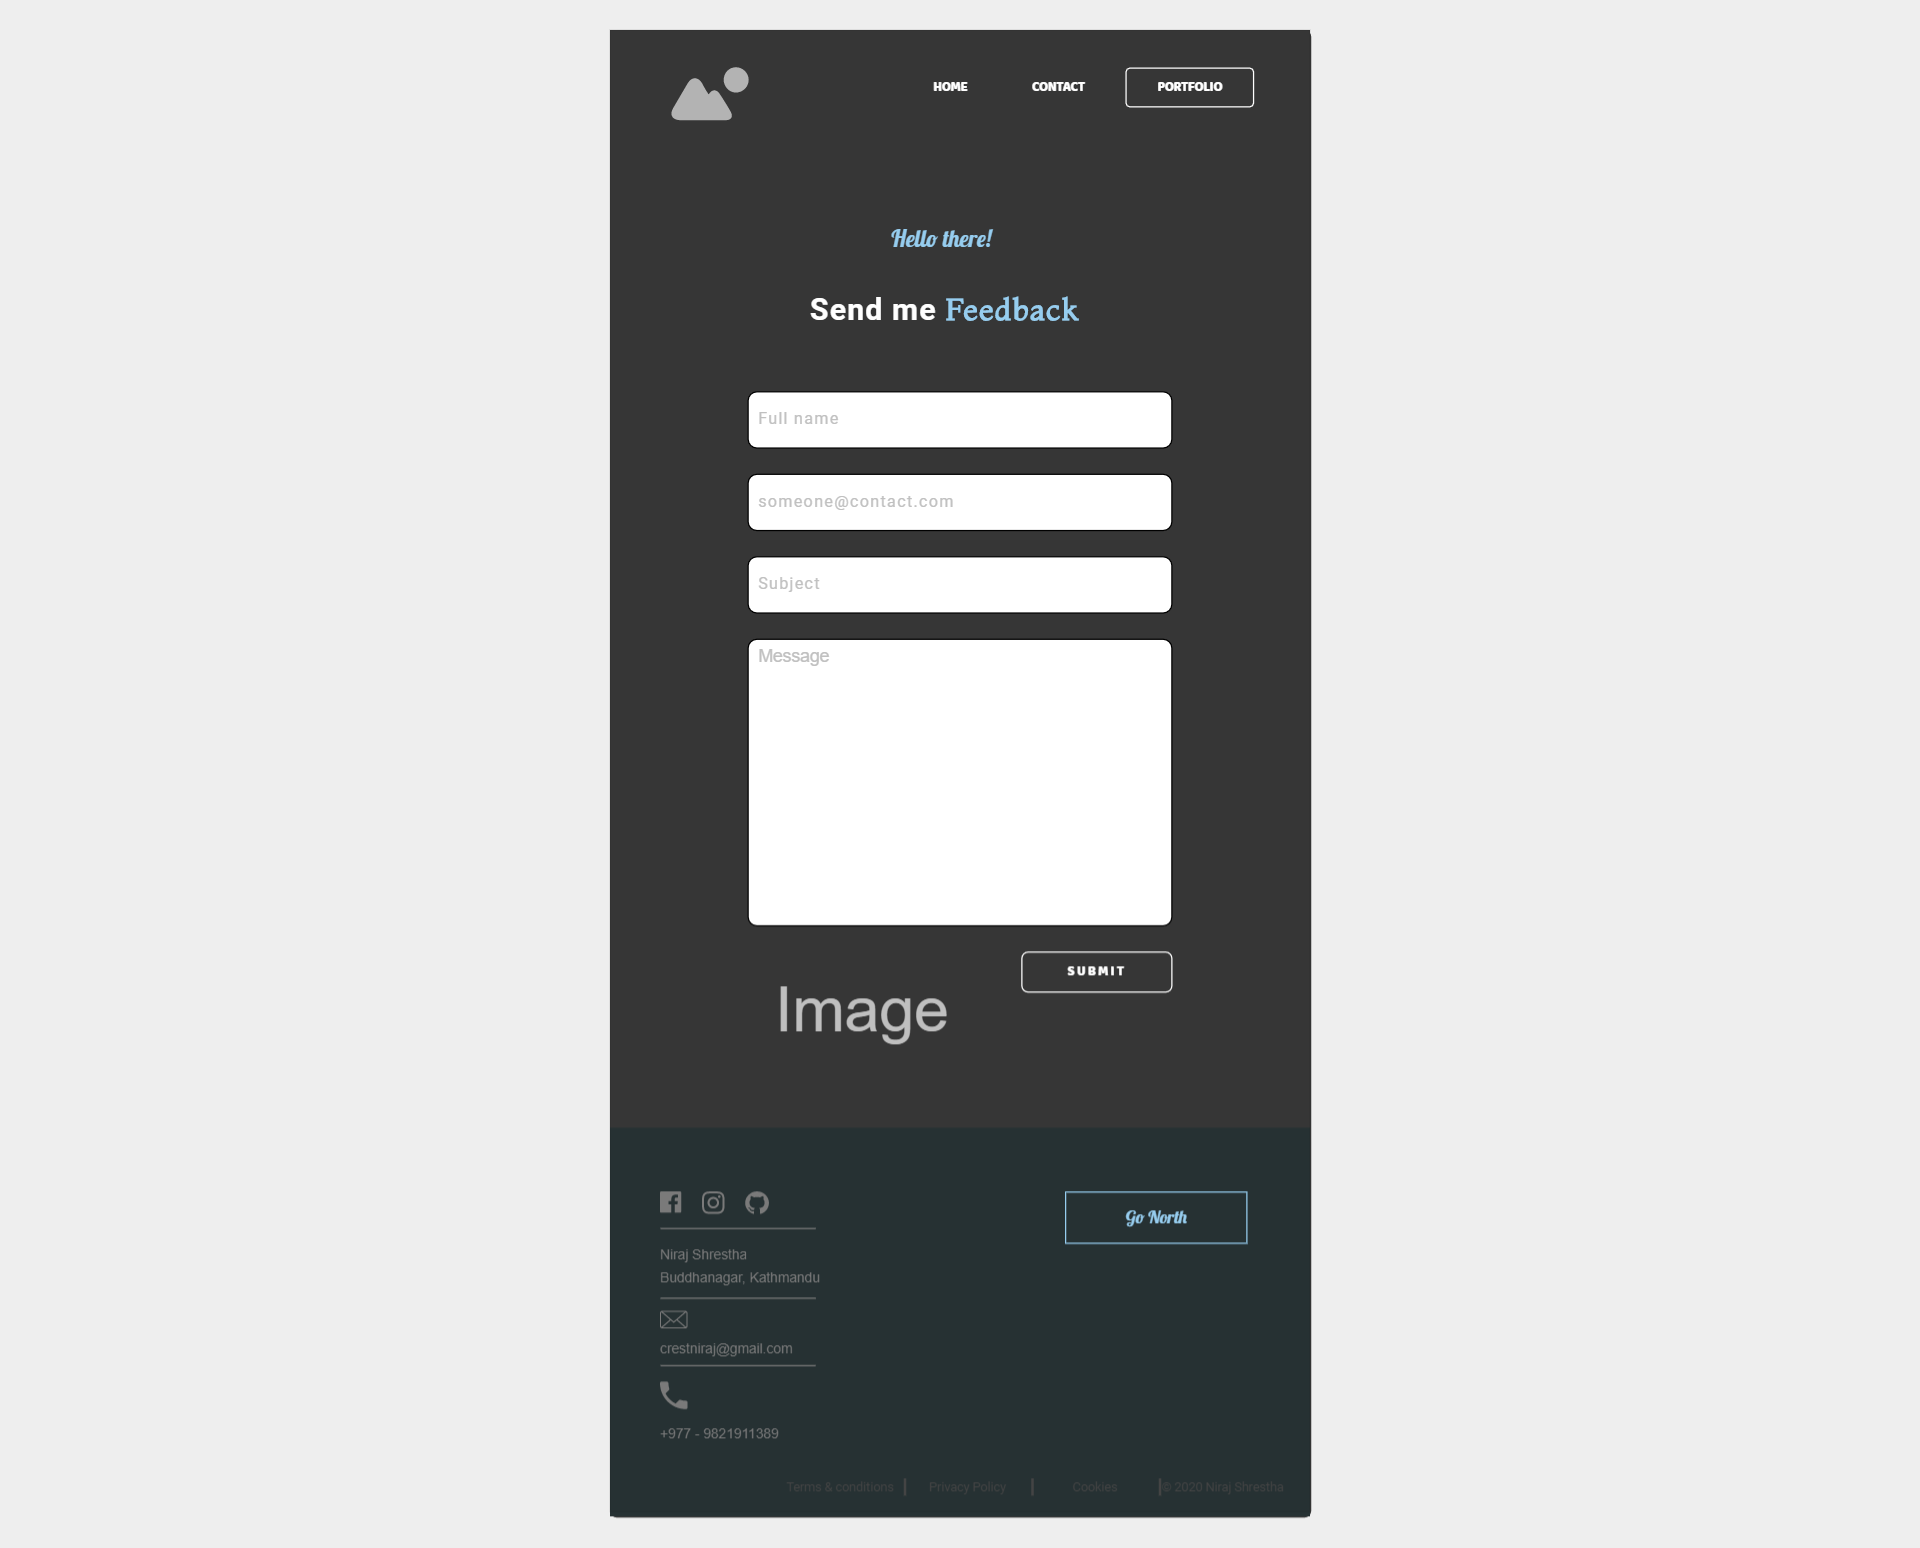 HOME CONTACT PORTFOLIO
Hello there!
Send me Feedback
Full name
someone@contact.com
Subject
Message
SUBMIT
Image
Go North
Niraj Shrestha
Buddhanagar, Kathmandu
crestniraj@gmail.com
+977 - 9821911389
Terms & conditions | Privacy Policy | Cookies | © 2020 Niraj Shrestha